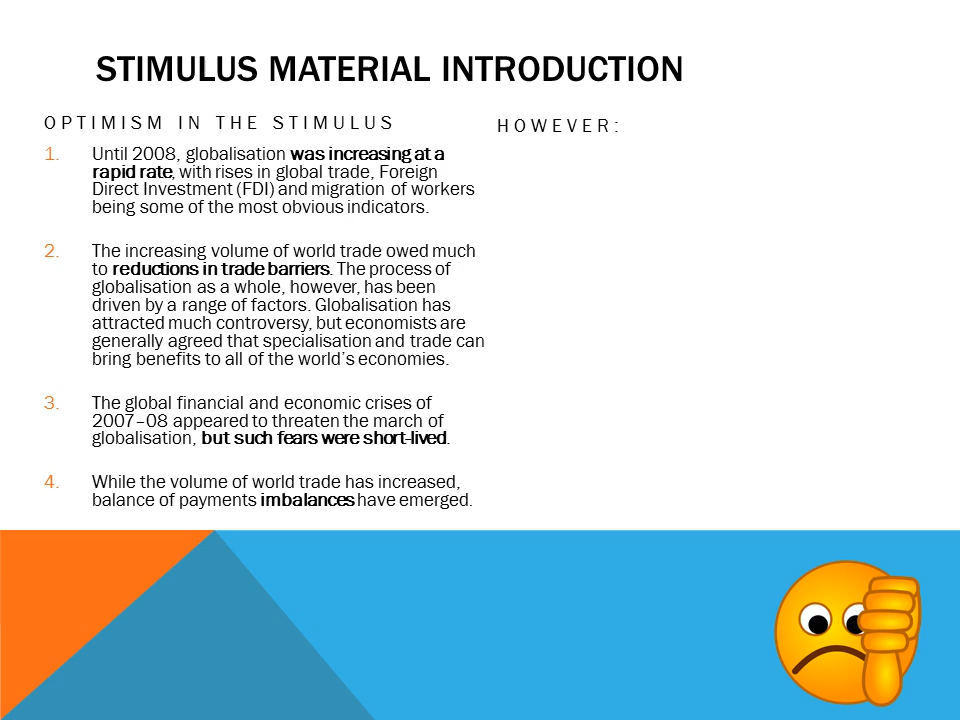 STIMULUS MATERIAL INTRODUCTION
OPTIMISM IN THE STIMULUS
1. Until 2008, globalisation was increasing at a
rapid rate, with rises in global trade, Foreign
Direct Investment (FDI) and migration of workers
being some of the most obvious indicators.
2. The increasing volume of world trade owed much
to reductions in trade barriers. The process of
globalisation as a whole, however, has been
driven by a range of factors. Globalisation has
attracted much controversy, but economists are
generally agreed that specialisation and trade can
bring benefits to all of the world’s economies.
3. The global financial and economic crises of
2007–08 appeared to threaten the march of
globalisation, but such fears were short-lived.
4. While the volume of world trade has increased,
balance of payments imbalances have emerged.
HOWEVER: